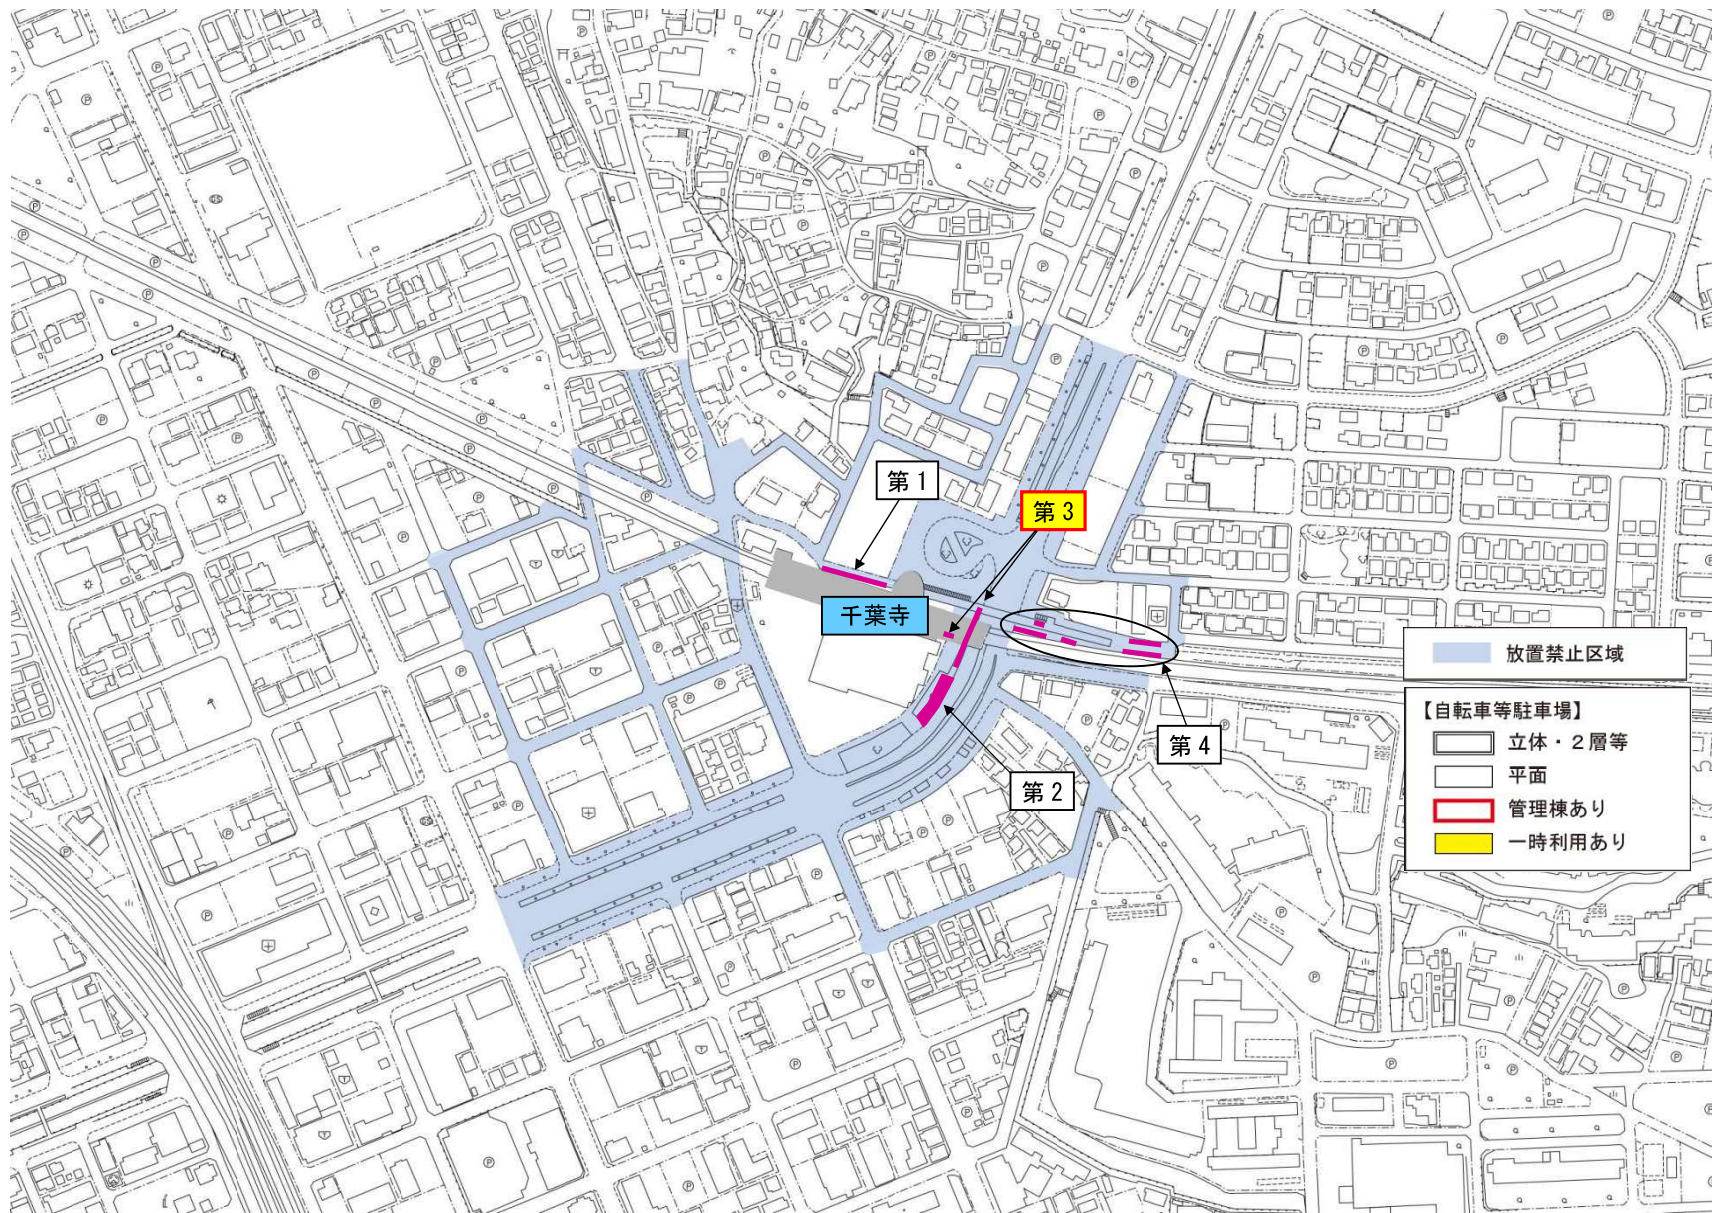 第1
第3
千葉寺
第4
第2
放置禁止区域
【自転車等駐車場】
立体・2層等
平面
管理棟あり
一時利用あり